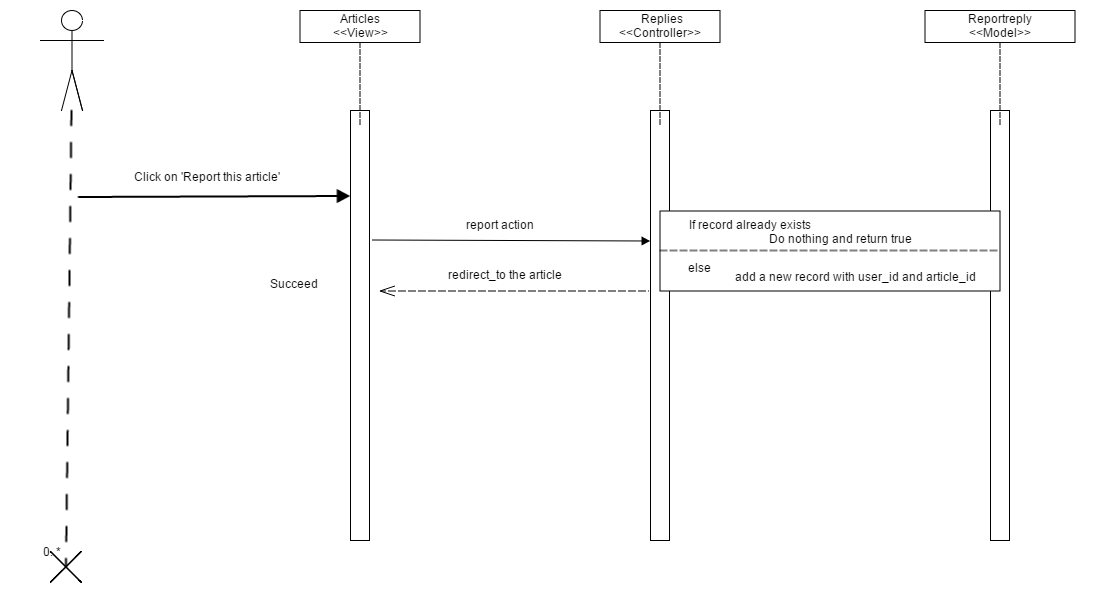 Articles
<<View>>
Replies
<<Controller>>
Reportreply
<<Model>>
Click on 'Report this article'
report action
If record already exists
Do nothing and return true
else
add a new record with user_id and article_id
redirect_to the article
Succeed
0..*